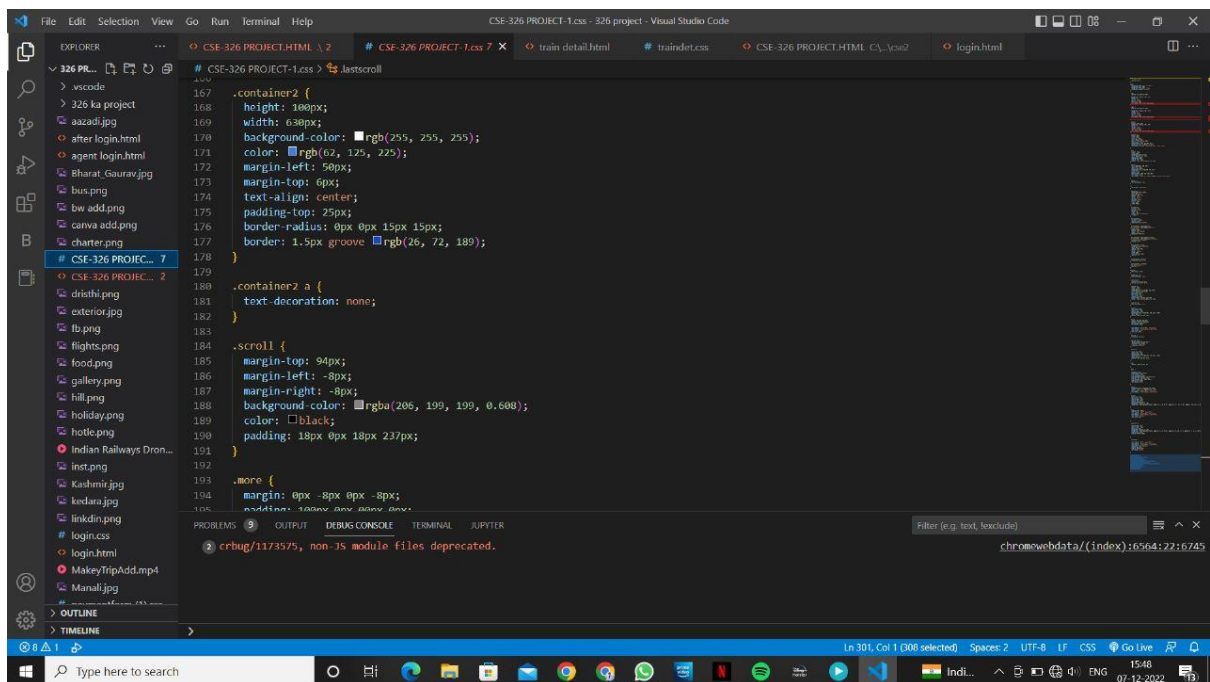 File Edit Selection View Go Run Terminal Help CSE-326 PROJECT-1.css - 326 project - Visual Studio Code
EXPLORER ...
CSE-326 PROJECT.HTML .\ 2 # CSE-326 PROJECT-1.css 7 × train detail.html # traindet.css CSE-326 PROJECT.HTML C:\...\cse2 login.html
326 PR...
# CSE-326 PROJECT-1.css > .lastscroll
.vscode
326 ka project
aazadi.jpg
after login.html
agent login.html
Bharat_Gaurav.jpg
bus.png
bw add.png
canva add.png
charter.png
# CSE-326 PROJEC... 7
CSE-326 PROJEC... 2
dristhi.png
exterior.jpg
fb.png
flights.png
food.png
gallery.png
hill.png
holiday.png
hotle.png
Indian Railways Dron...
inst.png
Kashmir.jpg
kedara.jpg
linkdin.png
# login.css
login.html
MakeyTripAdd.mp4
Manali.jpg
OUTLINE
TIMELINE
166
167 .container2 {
168 height: 100px;
169 width: 630px;
170 background-color: rgb(255, 255, 255);
171 color: rgb(62, 125, 225);
172 margin-left: 50px;
173 margin-top: 6px;
174 text-align: center;
175 padding-top: 25px;
176 border-radius: 0px 0px 15px 15px;
177 border: 1.5px groove rgb(26, 72, 189);
178 }
179
180 .container2 a {
181 text-decoration: none;
182 }
183
184 .scroll {
185 margin-top: 94px;
186 margin-left: -8px;
187 margin-right: -8px;
188 background-color: rgba(206, 199, 199, 0.608);
189 color: black;
190 padding: 18px 0px 18px 237px;
191 }
192
193 .more {
194 margin: 0px -8px 0px -8px;
195
PROBLEMS 9 OUTPUT DEBUG CONSOLE TERMINAL JUPYTER Filter (e.g. text, !exclude)
2 crbug/1173575, non-JS module files deprecated. chromewebdata/(index):6564:22:6745
>
8 1 Ln 301, Col 1 (308 selected) Spaces: 2 UTF-8 LF CSS Go Live
Type here to search Indi... ENG 15:48
07-12-2022 13